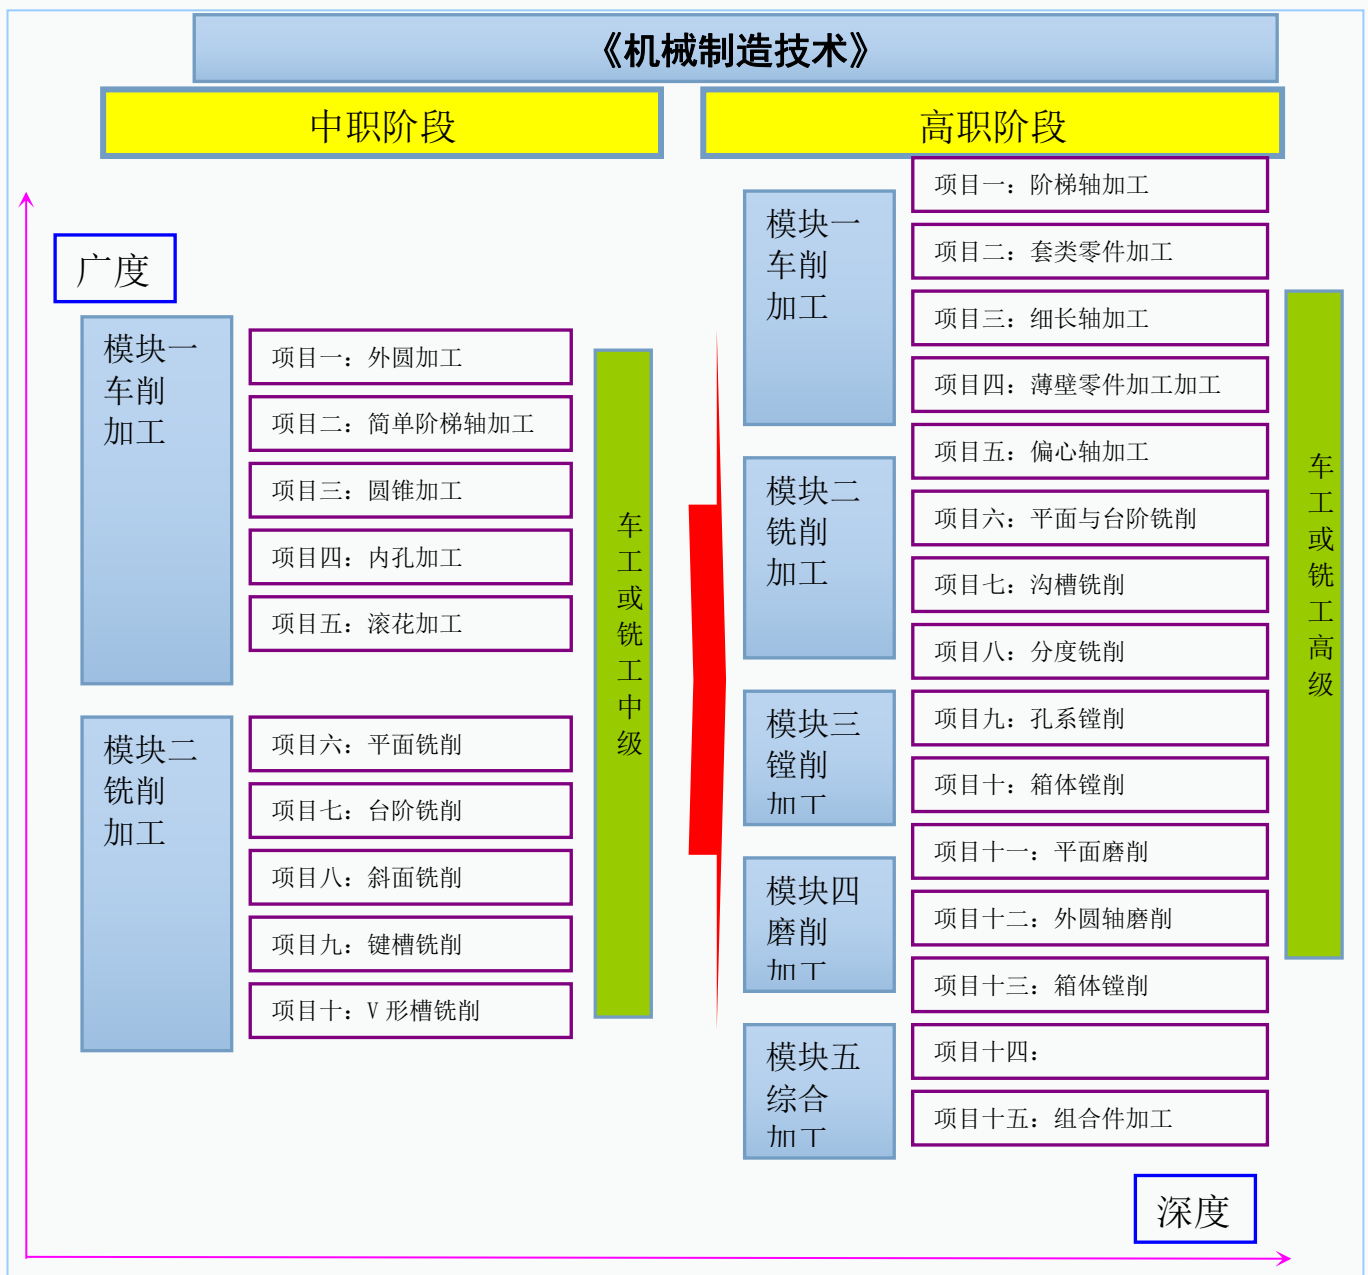 《机械制造技术》
中职阶段
高职阶段
广度
模块一
车削
加工
项目一：外圆加工
项目二：简单阶梯轴加工
项目三：圆锥加工
项目四：内孔加工
项目五：滚花加工
模块二
铣削
加工
项目六：平面铣削
项目七：台阶铣削
项目八：斜面铣削
项目九：键槽铣削
项目十：V 形槽铣削
车工或铣工中级
模块一
车削
加工
项目一：阶梯轴加工
项目二：套类零件加工
项目三：细长轴加工
项目四：薄壁零件加工加工
项目五：偏心轴加工
模块二
铣削
加工
项目六：平面与台阶铣削
项目七：沟槽铣削
项目八：分度铣削
模块三
镗削
加工
项目九：孔系镗削
项目十：箱体镗削
模块四
磨削
加工
项目十一：平面磨削
项目十二：外圆轴磨削
项目十三：箱体镗削
模块五
综合
加工
项目十四：
项目十五：组合件加工
车工或铣工高级
深度